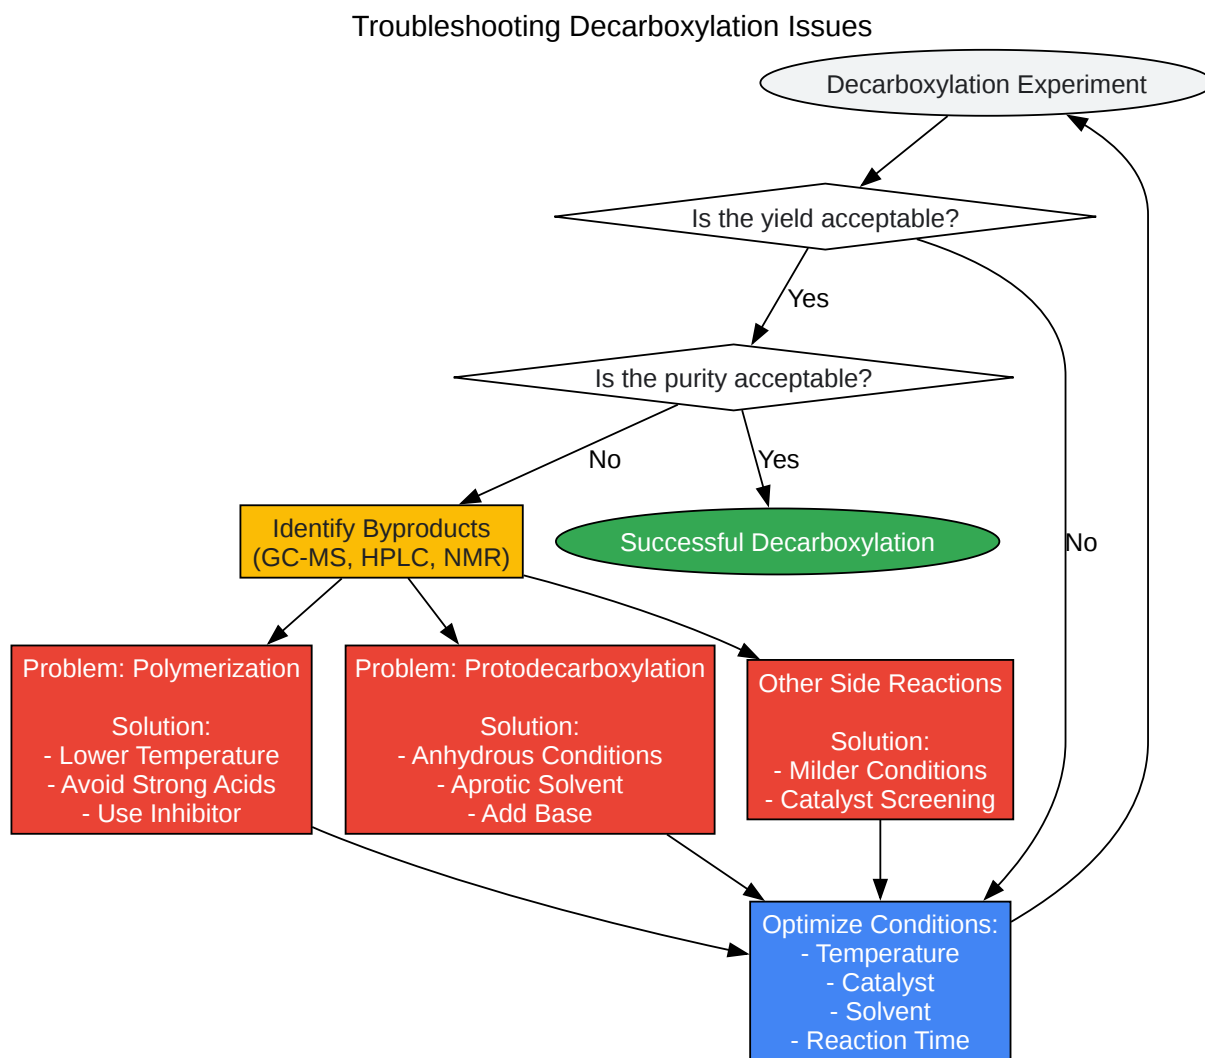 Troubleshooting Decarboxylation Issues
Decarboxylation Experiment
Is the yield acceptable?
Yes
Is the purity acceptable?
No
Yes
No
Identify Byproducts
(GC-MS, HPLC, NMR)
Successful Decarboxylation
Problem: Polymerization
Solution:
- Lower Temperature
- Avoid Strong Acids
- Use Inhibitor
Problem: Protodecarboxylation
Solution:
- Anhydrous Conditions
- Aprotic Solvent
- Add Base
Other Side Reactions
Solution:
- Milder Conditions
- Catalyst Screening
Optimize Conditions:
- Temperature
- Catalyst
- Solvent
- Reaction Time